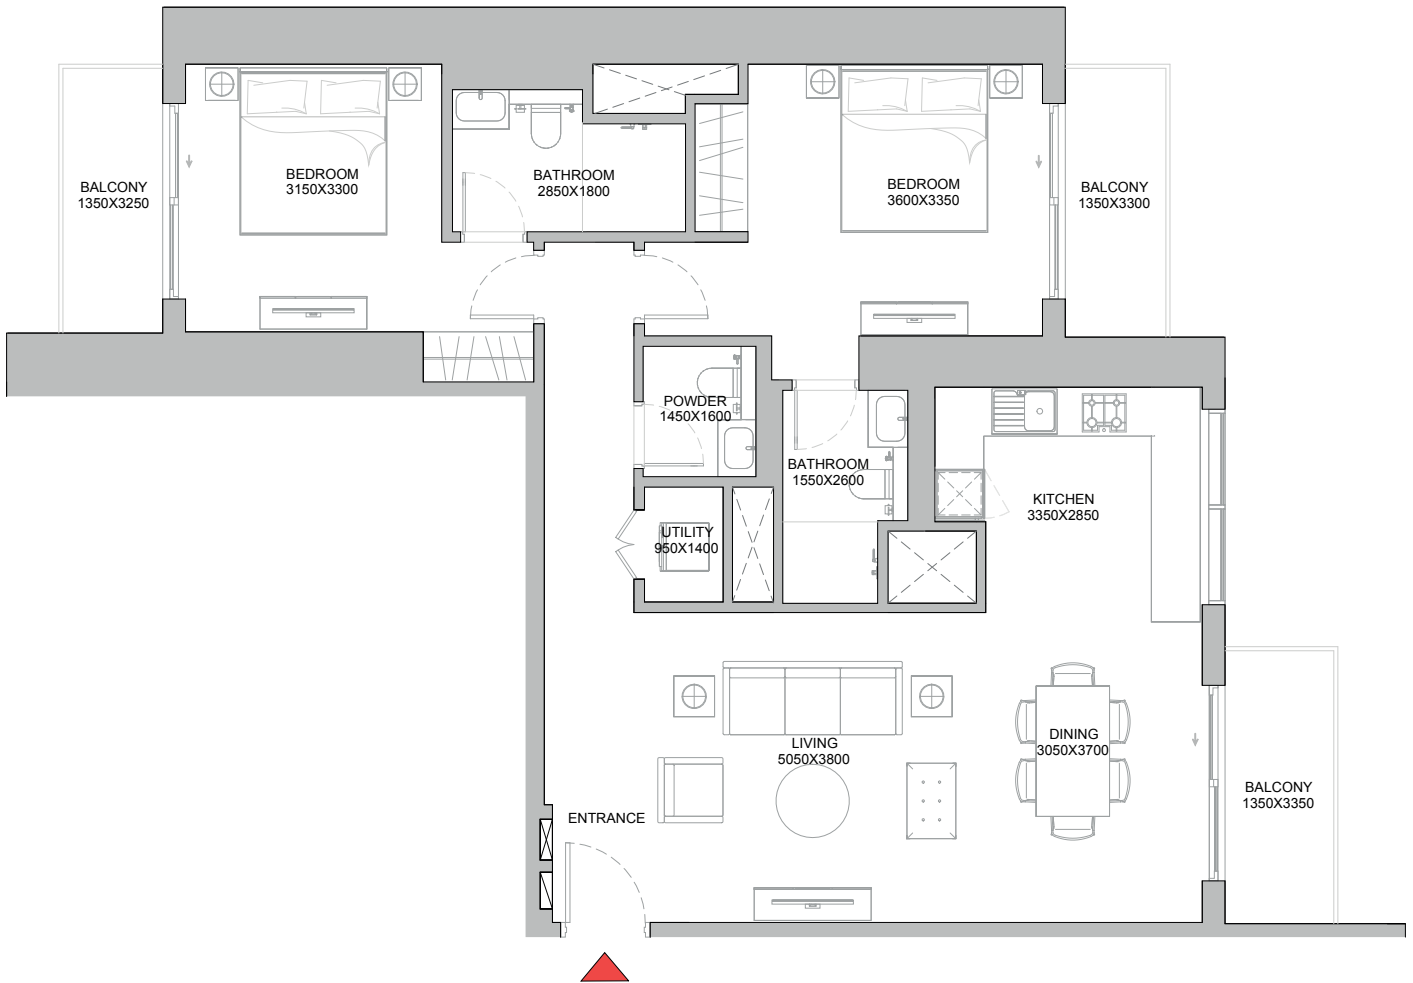 BEDROOM
3150X3300
BATHROOM
2850X1800
BEDROOM
3600X3350
BALCONY
1350X3250
BALCONY
1350X3300
POWDER
1450X1600
BATHROOM
1550X2600
KITCHEN
3350X2850
UTILITY
950X1400
LIVING
5050X3800
DINING
3050X3700
BALCONY
1350X3350
ENTRANCE